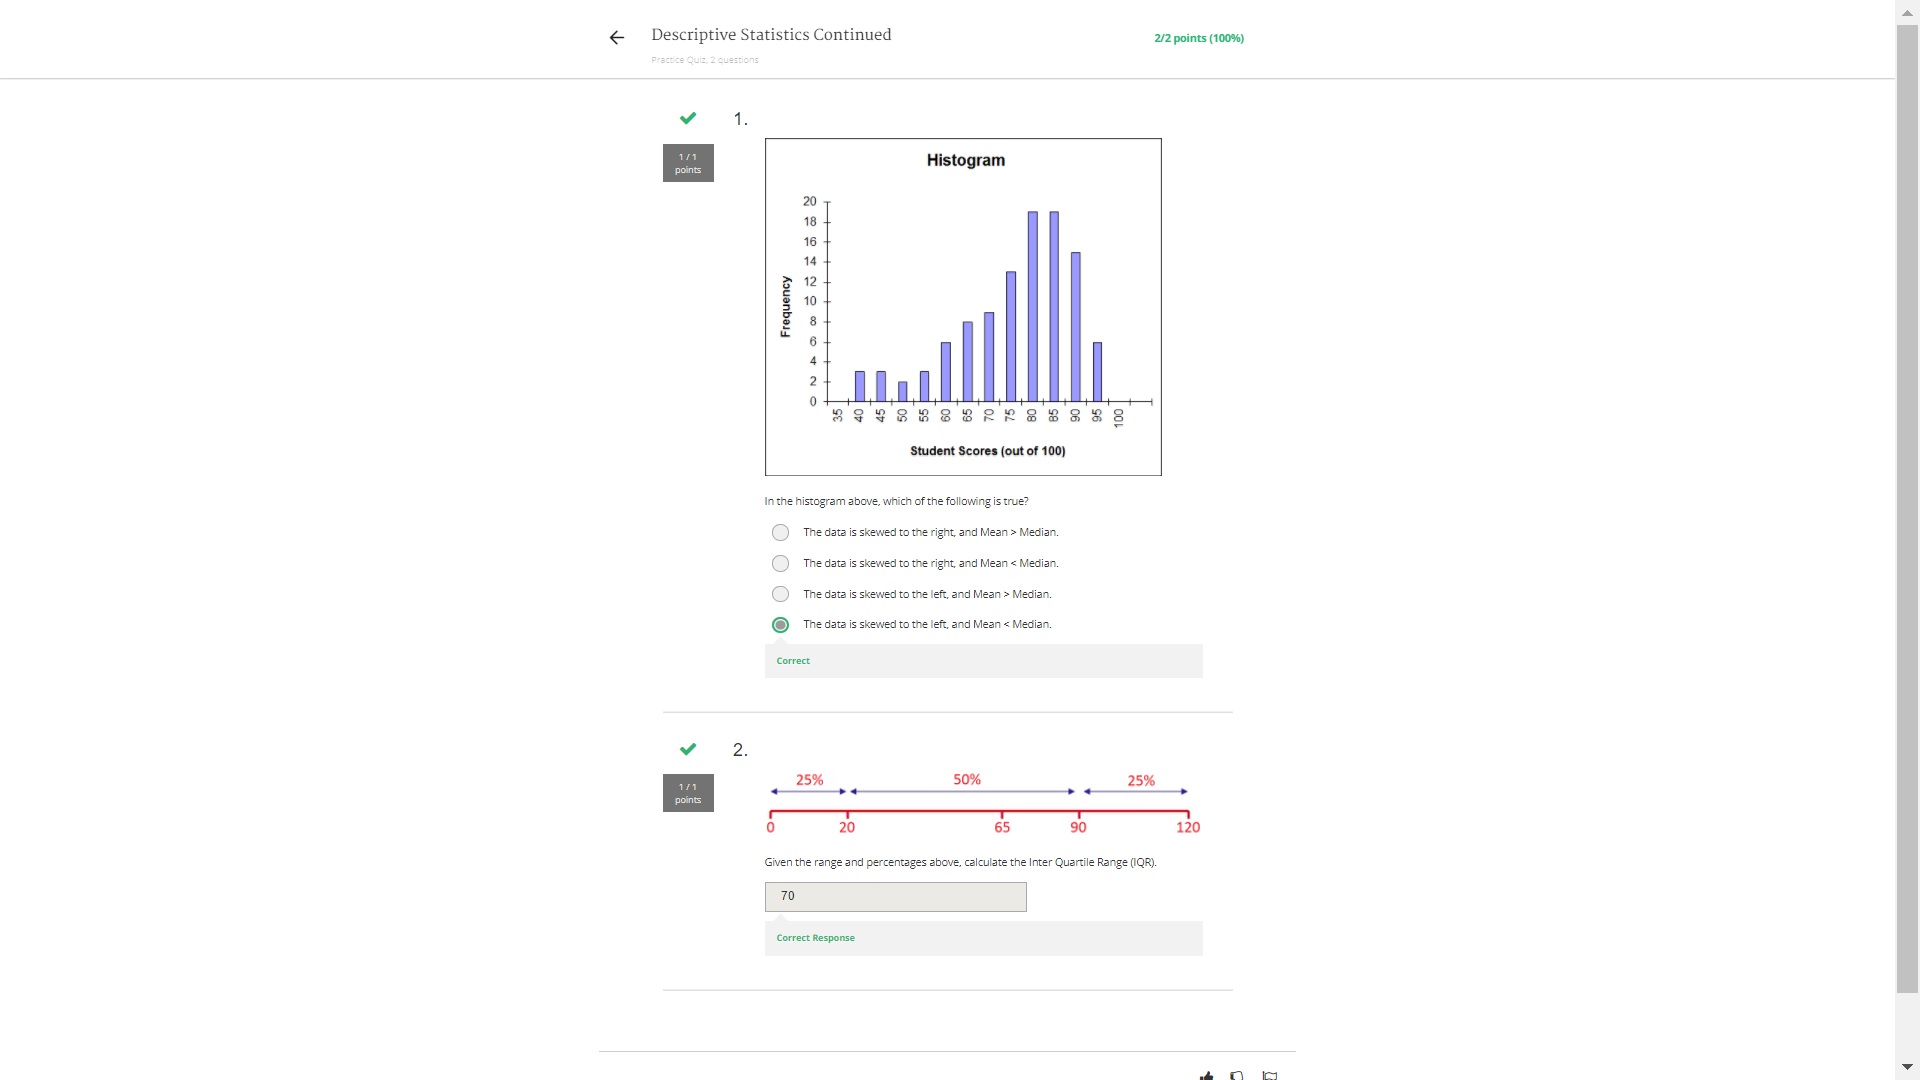 Descriptive Statistics Continued
2/2 points (100%)
Practice Quiz, 2 questions
1.
1 / 1
points
Histogram
20
18
16
14
12
10
8
6
4
2
0
Frequency
35 40 45 50 55 60 65 70 75 80 85 90 95 100
Student Scores (out of 100)
In the histogram above, which of the following is true?
The data is skewed to the right, and Mean > Median.
The data is skewed to the right, and Mean < Median.
The data is skewed to the left, and Mean > Median.
The data is skewed to the left, and Mean < Median.
Correct
2.
1 / 1
points
25% 50% 25%
0 20 65 90 120
Given the range and percentages above, calculate the Inter Quartile Range (IQR).
70
Correct Response